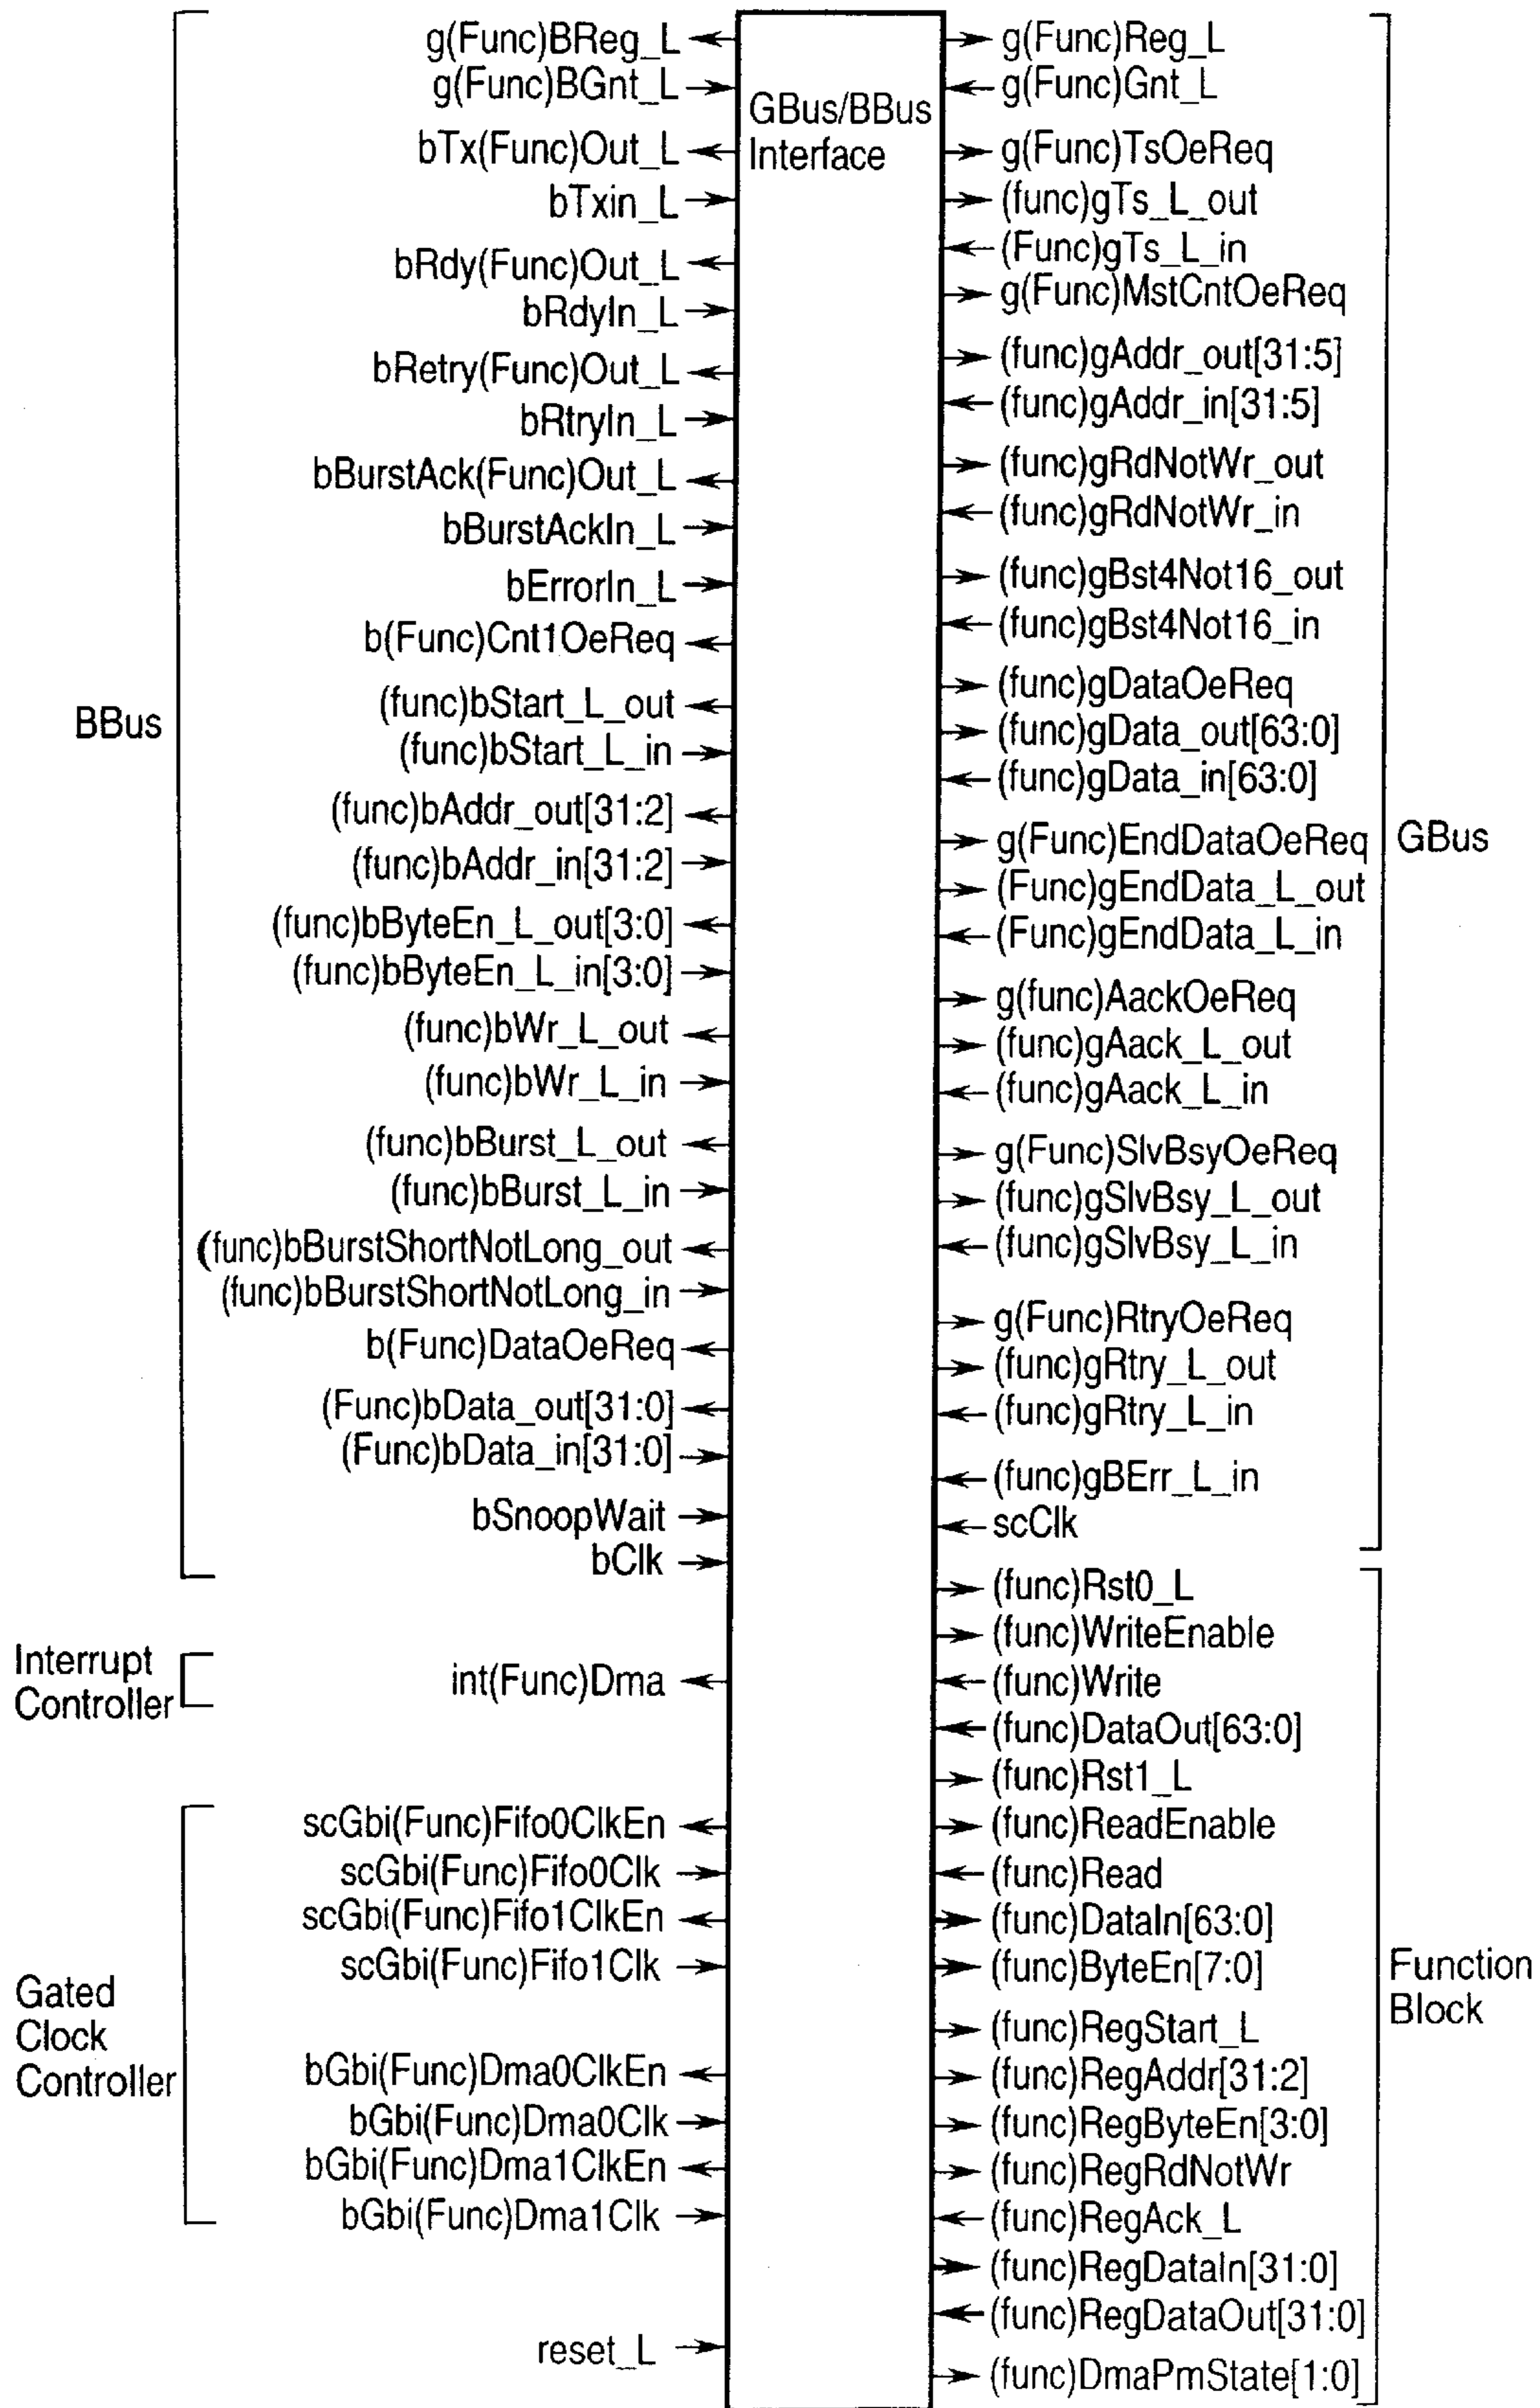 g(Func)BReg_L
g(Func)BGnt_L
bTx(Func)Out_L
bTxin_L
bRdy(Func)Out_L
bRdyIn_L
bRetry(Func)Out_L
bRtryIn_L
bBurstAck(Func)Out_L
bBurstAckIn_L
bErrorIn_L
b(Func)Cnt1OeReq
(func)bStart_L_out
(func)bStart_L_in
(func)bAddr_out[31:2]
(func)bAddr_in[31:2]
(func)bByteEn_L_out[3:0]
(func)bByteEn_L_in[3:0]
(func)bWr_L_out
(func)bWr_L_in
(func)bBurst_L_out
(func)bBurst_L_in
(func)bBurstShortNotLong_out
(func)bBurstShortNotLong_in
b(Func)DataOeReq
(Func)bData_out[31:0]
(Func)bData_in[31:0]
bSnoopWait
bClk
BBus
Interrupt
Controller
int(Func)Dma
Gated
Clock
Controller
scGbi(Func)Fifo0ClkEn
scGbi(Func)Fifo0Clk
scGbi(Func)Fifo1ClkEn
scGbi(Func)Fifo1Clk
bGbi(Func)Dma0ClkEn
bGbi(Func)Dma0Clk
bGbi(Func)Dma1ClkEn
bGbi(Func)Dma1Clk
reset_L
GBus/BBus
Interface
g(Func)Reg_L
g(Func)Gnt_L
g(Func)TsOeReq
(func)gTs_L_out
(Func)gTs_L_in
g(Func)MstCntOeReq
(func)gAddr_out[31:5]
(func)gAddr_in[31:5]
(func)gRdNotWr_out
(func)gRdNotWr_in
(func)gBst4Not16_out
(func)gBst4Not16_in
(func)gDataOeReq
(func)gData_out[63:0]
(func)gData_in[63:0]
g(Func)EndDataOeReq
(Func)gEndData_L_out
(Func)gEndData_L_in
g(func)AackOeReq
(func)gAack_L_out
(func)gAack_L_in
g(Func)SlvBsyOeReq
(func)gSlvBsy_L_out
(func)gSlvBsy_L_in
g(Func)RtryOeReq
(func)gRtry_L_out
(func)gRtry_L_in
(func)gBErr_L_in
scClk
GBus
(func)Rst0_L
(func)WriteEnable
(func)Write
(func)DataOut[63:0]
(func)Rst1_L
(func)ReadEnable
(func)Read
(func)DataIn[63:0]
(func)ByteEn[7:0]
(func)RegStart_L
(func)RegAddr[31:2]
(func)RegByteEn[3:0]
(func)RegRdNotWr
(func)RegAck_L
(func)RegDataIn[31:0]
(func)RegDataOut[31:0]
(func)DmaPmState[1:0]
Function
Block